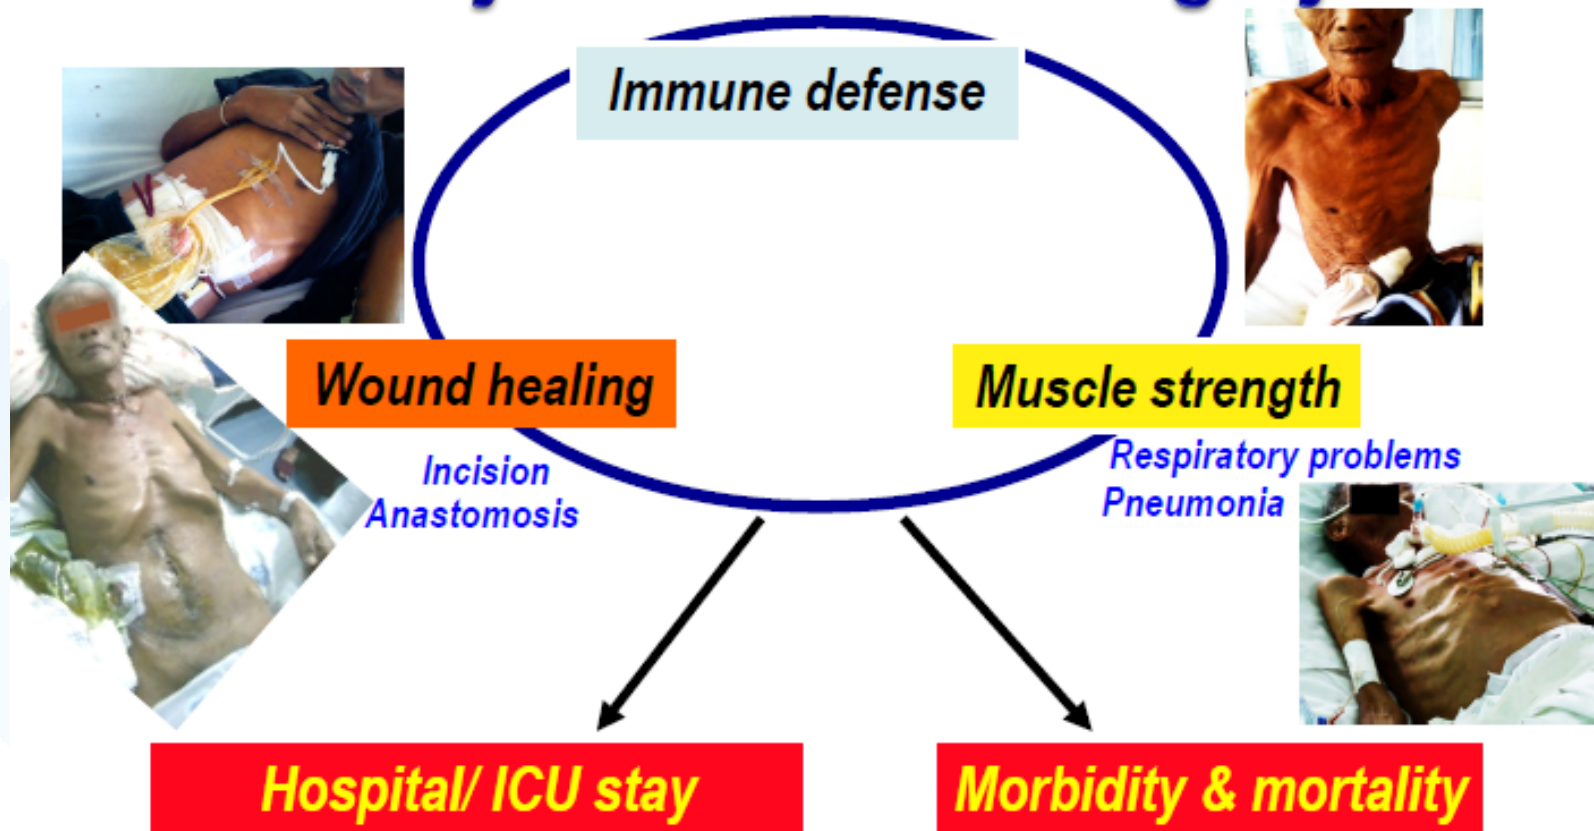 Immune defense
Wound healing
Muscle strength
Incision
Anastomosis
Respiratory problems
Pneumonia
Hospital/ ICU stay
Morbidity & mortality